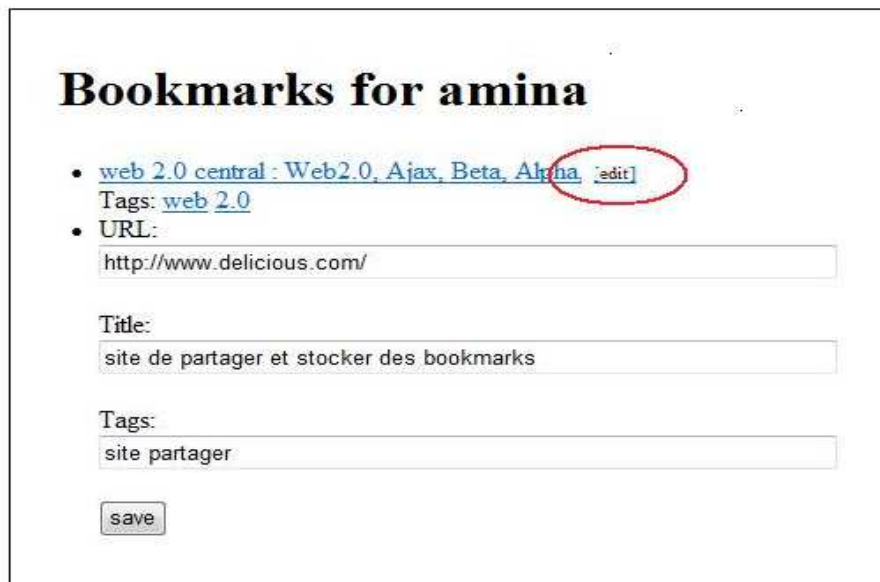 Bookmarks for amina
web 2.0 central : Web2.0, Ajax, Beta, Alpha, [edit]
Tags: web 2.0
URL:
http://www.delicious.com/
Title:
site de partager et stocker des bookmarks
Tags:
site partager
save